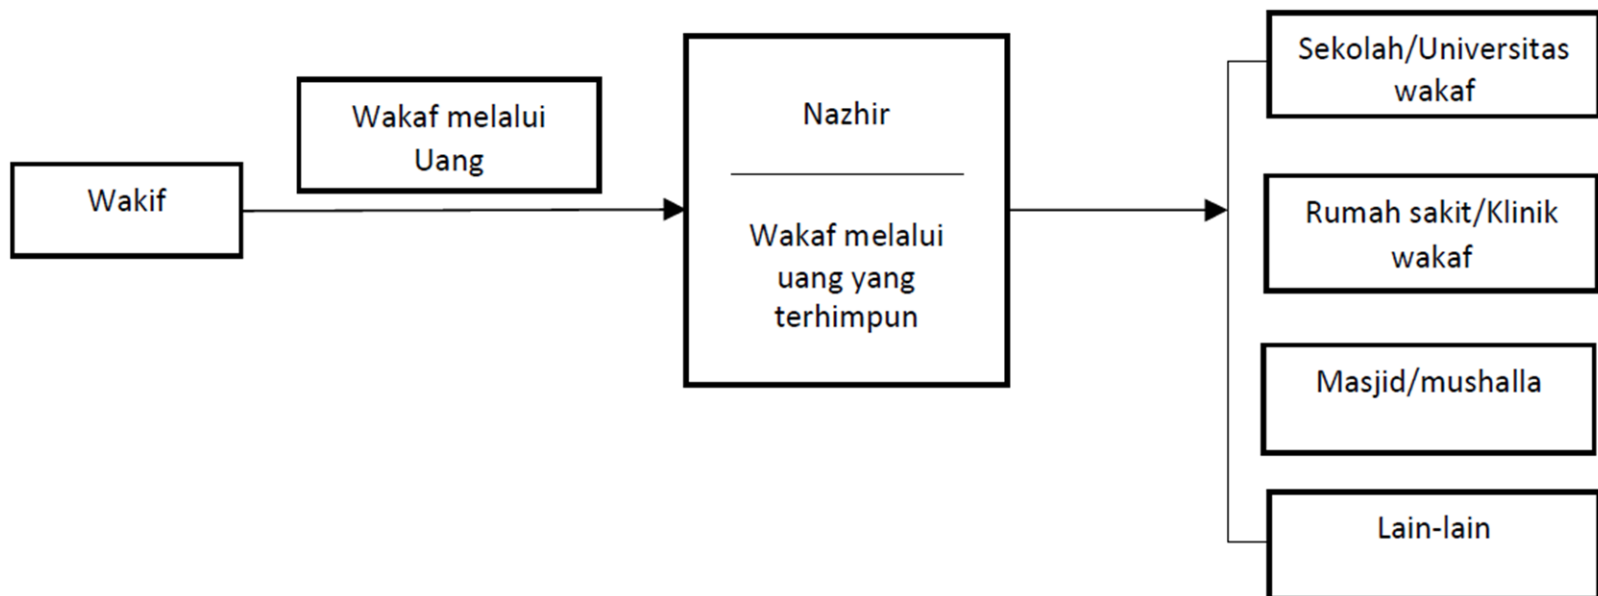 Wakif
Wakaf melalui
Uang
Nazhir
Wakaf melalui
uang yang
terhimpun
Sekolah/Universitas
wakaf
Rumah sakit/Klinik
wakaf
Masjid/mushalla
Lain-lain